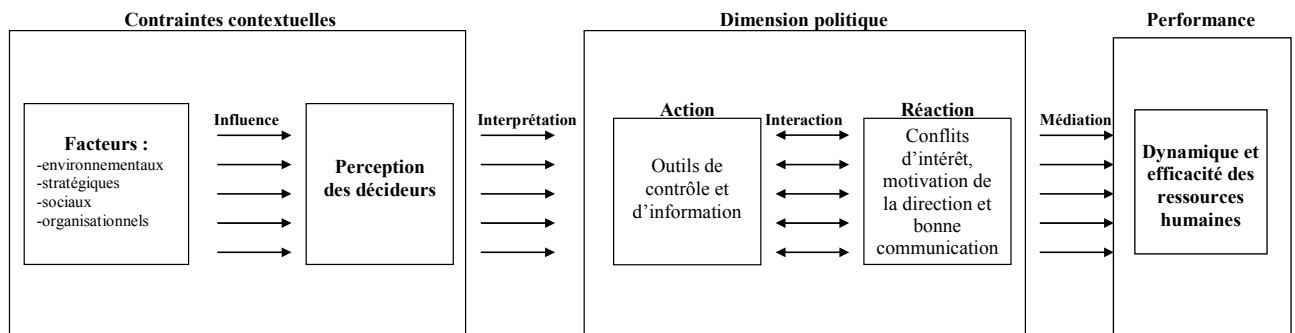 Contraintes contextuelles
Dimension politique
Performance
Facteurs :
-environnementaux
-stratégiques
-sociaux
-organisationnels
Influence
Perception
des décideurs
Interprétation
Action
Outils de
contrôle et
d’information
Interaction
Réaction
Conflits
d’intérêt,
motivation de
la direction et
bonne
communication
Médiation
Dynamique et
efficacité des
ressources
humaines